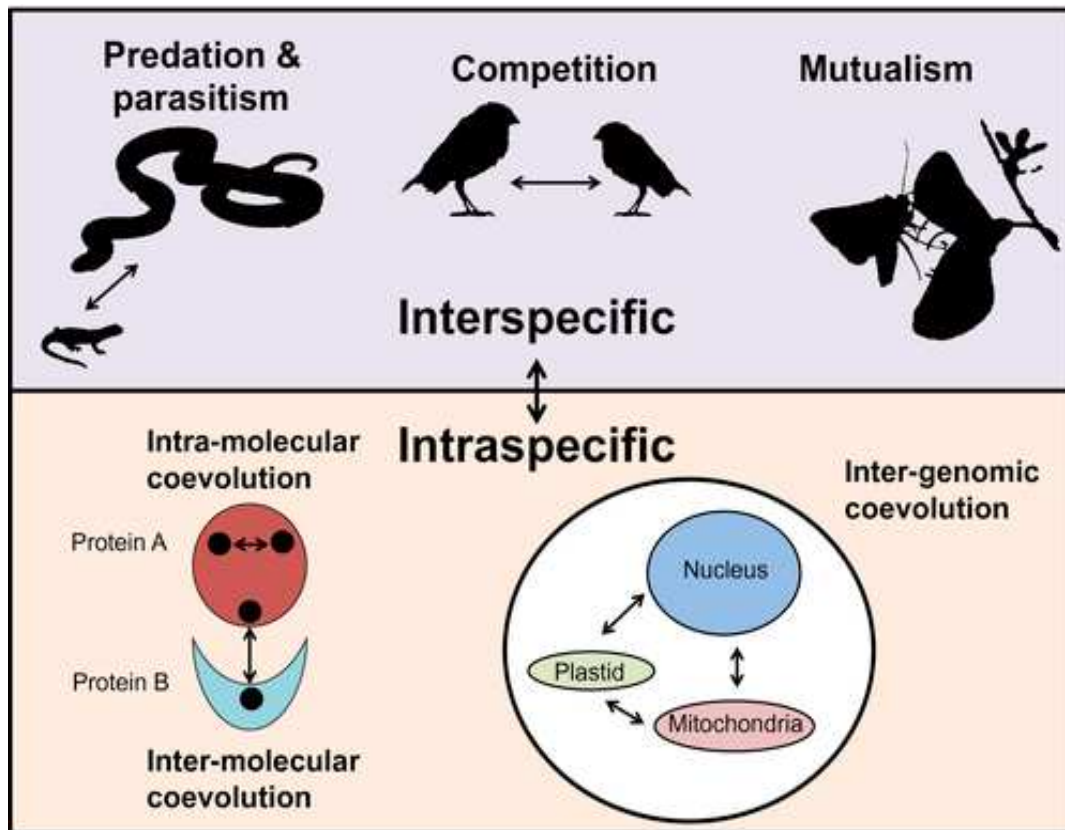 Predation &
parasitism
Competition
Mutualism
Interspecific
Intraspecific
Intra-molecular
coevolution
Protein A
Protein B
Inter-molecular
coevolution
Inter-genomic
coevolution
Nucleus
Plastid
Mitochondria